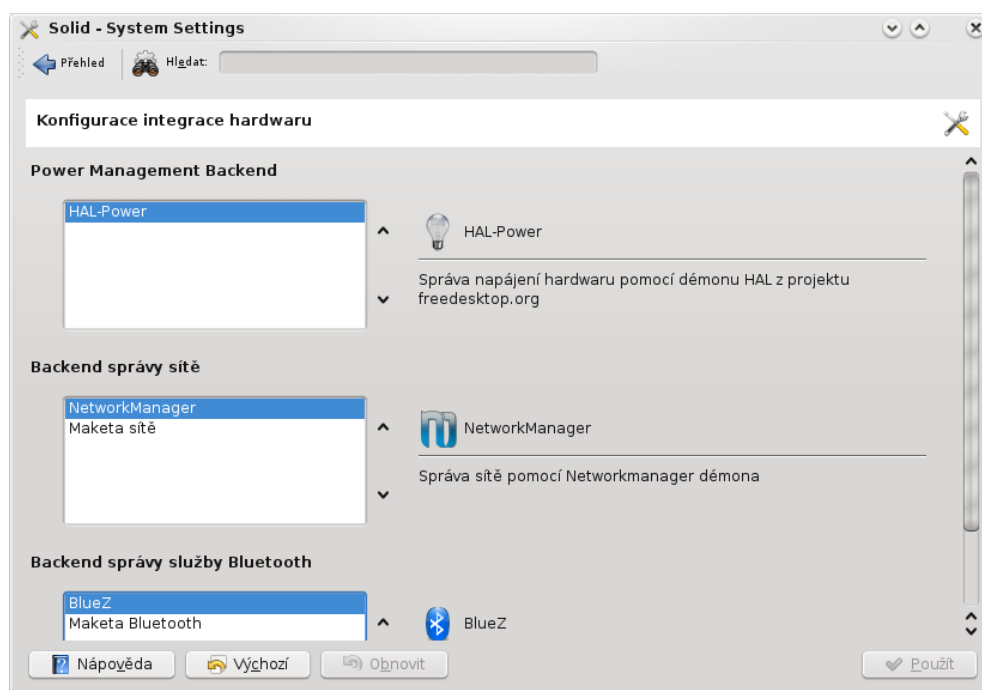 Solid - System Settings
Přehled
Hledat:
Konfigurace integrace hardwaru
Power Management Backend
HAL-Power
HAL-Power
Správa napájení hardwaru pomocí démonu HAL z projektu
freedesktop.org
Backend správy sítě
NetworkManager
Maketa sítě
NetworkManager
Správa sítě pomocí Networkmanager démona
Backend správy služby Bluetooth
BlueZ
Maketa Bluetooth
BlueZ
Nápověda
Výchozí
Obnovit
Použít